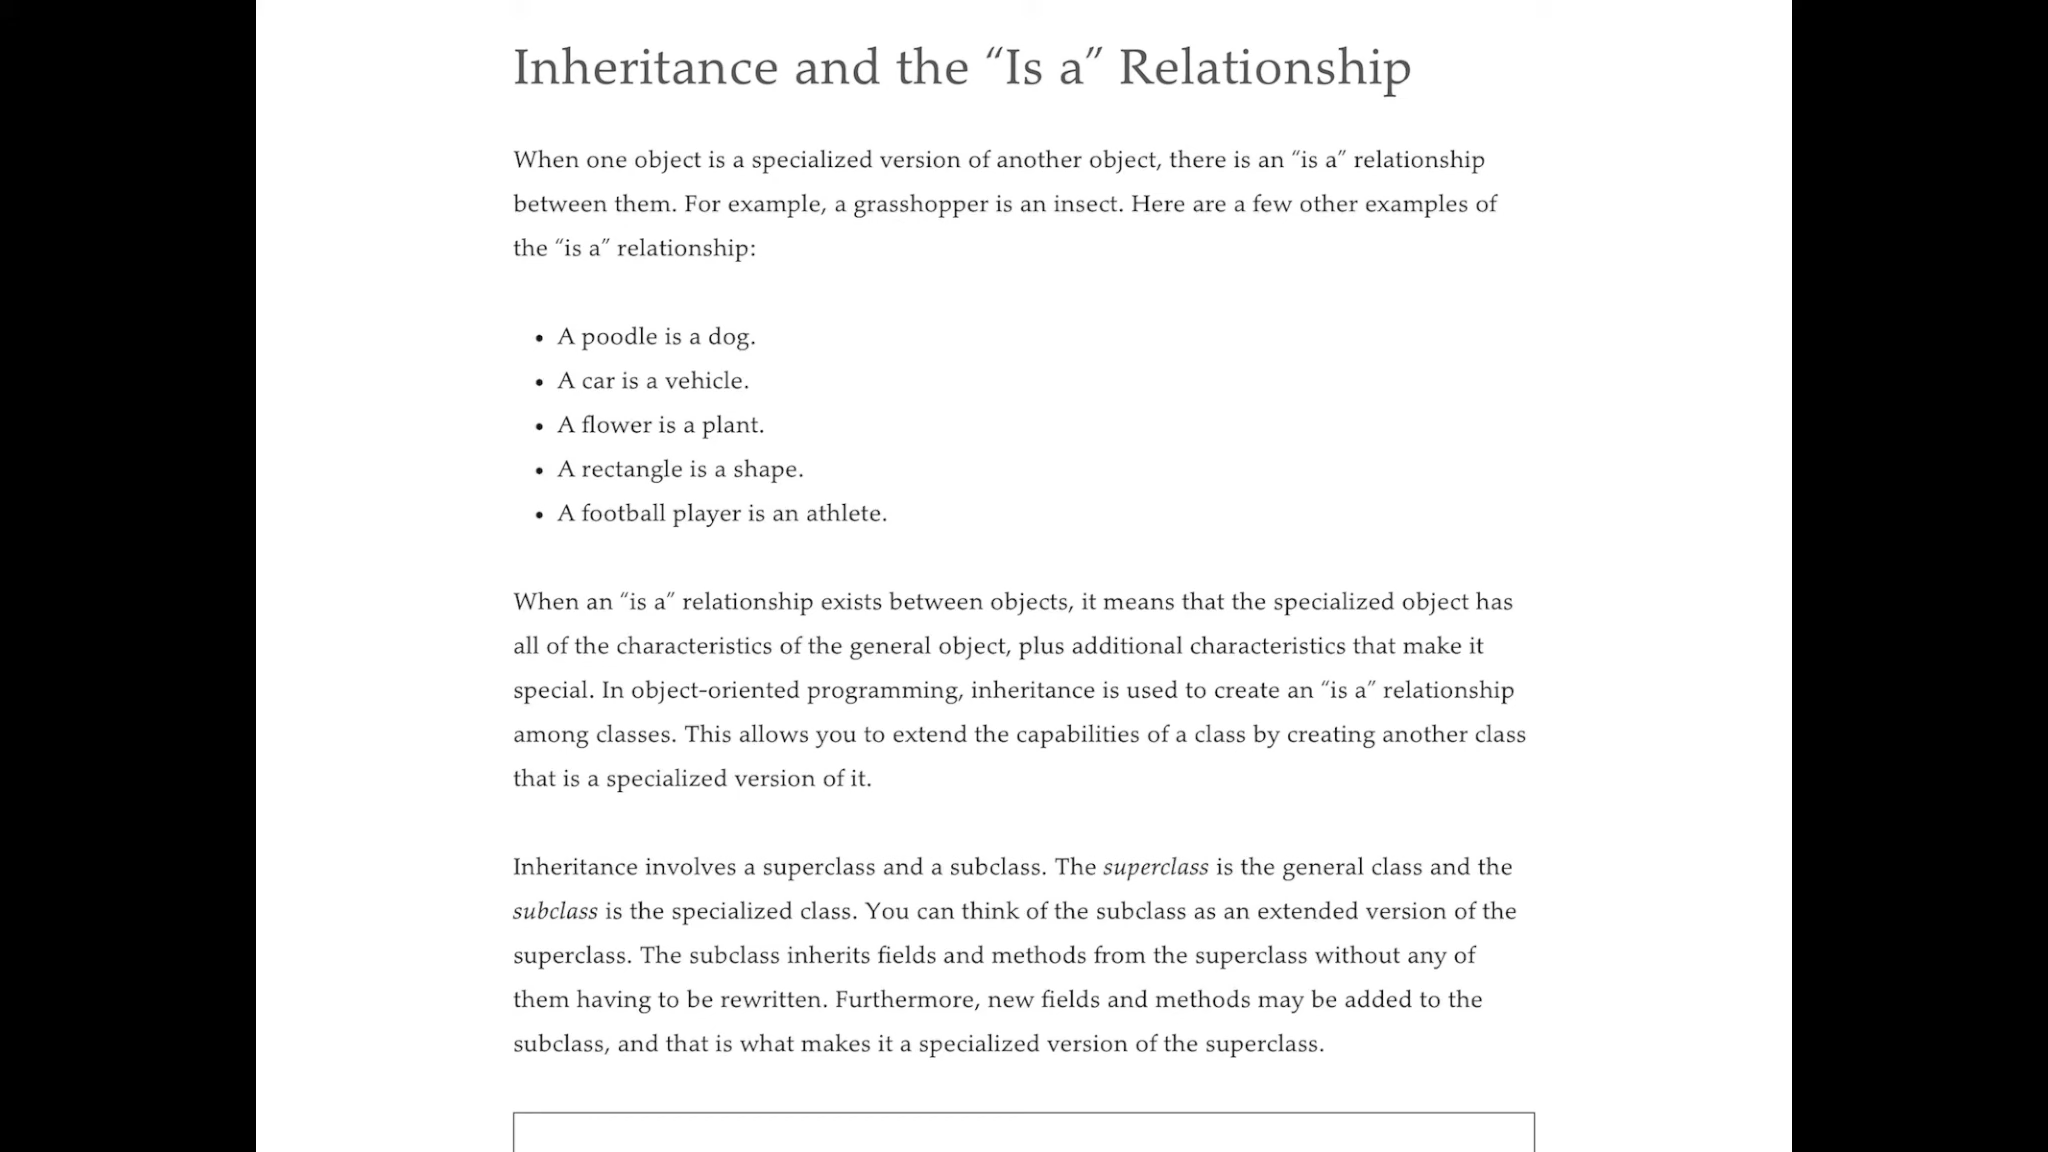 Inheritance and the “Is a” Relationship
When one object is a specialized version of another object, there is an “is a” relationship
between them. For example, a grasshopper is an insect. Here are a few other examples of
the “is a” relationship:
• A poodle is a dog.
• A car is a vehicle.
• A flower is a plant.
• A rectangle is a shape.
• A football player is an athlete.
When an “is a” relationship exists between objects, it means that the specialized object has
all of the characteristics of the general object, plus additional characteristics that make it
special. In object-oriented programming, inheritance is used to create an “is a” relationship
among classes. This allows you to extend the capabilities of a class by creating another class
that is a specialized version of it.
Inheritance involves a superclass and a subclass. The superclass is the general class and the
subclass is the specialized class. You can think of the subclass as an extended version of the
superclass. The subclass inherits fields and methods from the superclass without any of
them having to be rewritten. Furthermore, new fields and methods may be added to the
subclass, and that is what makes it a specialized version of the superclass.